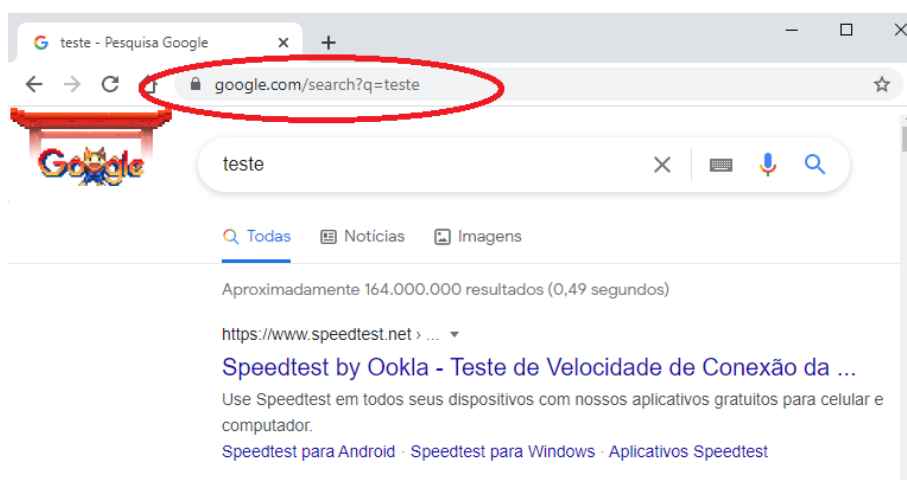 teste - Pesquisa Google
google.com/search?q=teste
Google
teste
Todas Notícias Imagens
Aproximadamente 164.000.000 resultados (0,49 segundos)
https://www.speedtest.net › ...
Speedtest by Ookla - Teste de Velocidade de Conexão da ...
Use Speedtest em todos seus dispositivos com nossos aplicativos gratuitos para celular e
computador.
Speedtest para Android · Speedtest para Windows · Aplicativos Speedtest